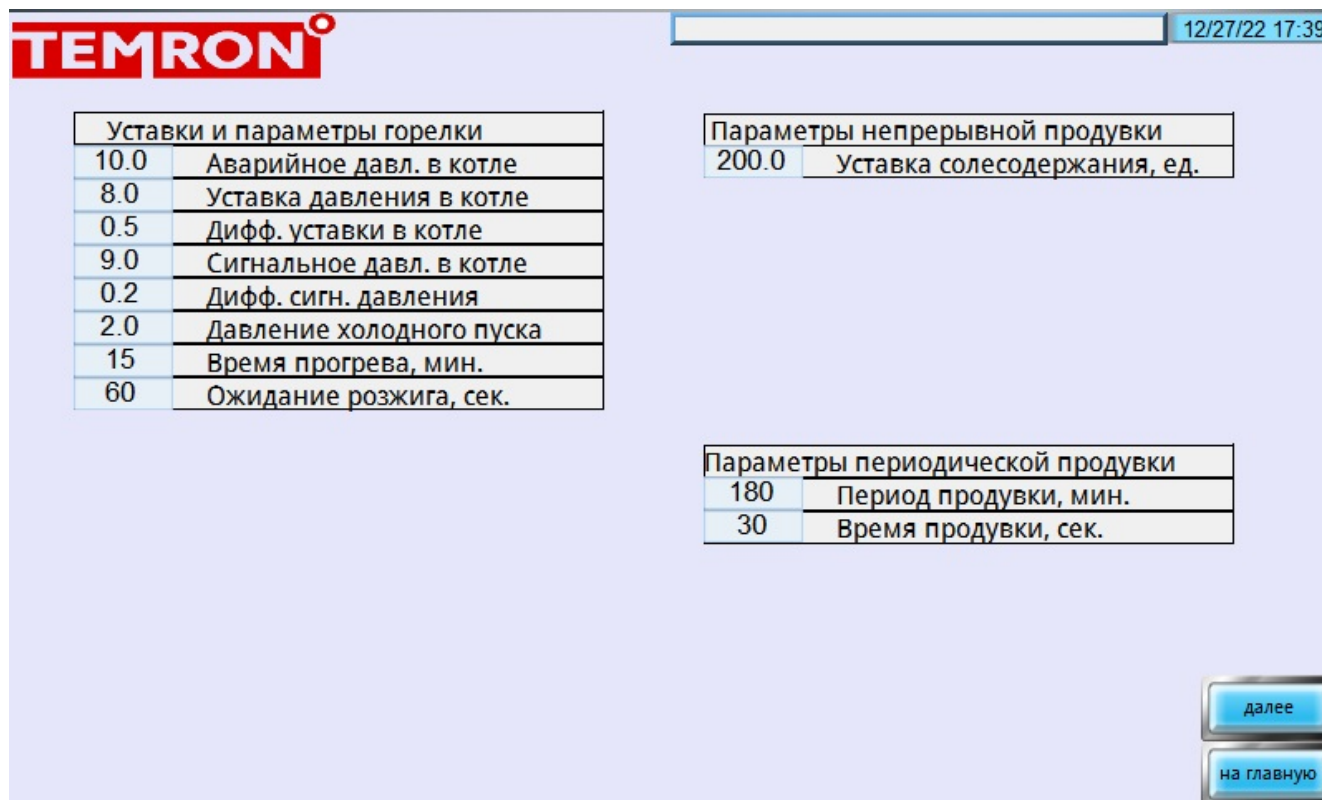 TEMRON°
12/27/22 17:39
Уставки и параметры горелки
10.0 Аварийное давл. в котле
8.0 Уставка давления в котле
0.5 Дифф. уставки в котле
9.0 Сигнальное давл. в котле
0.2 Дифф. сигн. давления
2.0 Давление холодного пуска
15 Время прогрева, мин.
60 Ожидание розжига, сек.
Параметры непрерывной продувки
200.0 Уставка солесодержания, ед.
Параметры периодической продувки
180 Период продувки, мин.
30 Время продувки, сек.
далее
на главную